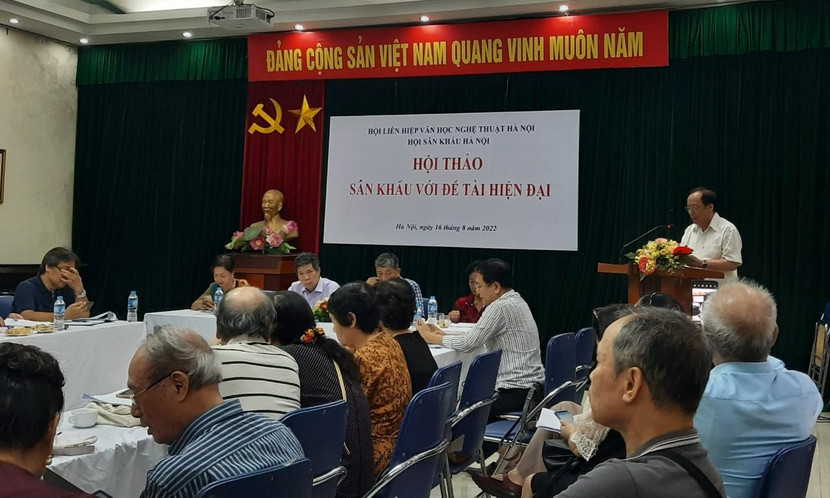 ĐẢNG CỘNG SẢN VIỆT NAM QUANG VINH MUÔN NĂM
HỘI LIÊN HIỆP VĂN HỌC NGHỆ THUẬT HÀ NỘI
HỘI SÂN KHẤU HÀ NỘI
HỘI THẢO
SÂN KHẤU VỚI ĐỀ TÀI HIỆN ĐẠI
Hà Nội, ngày 16 tháng 8 năm 2022